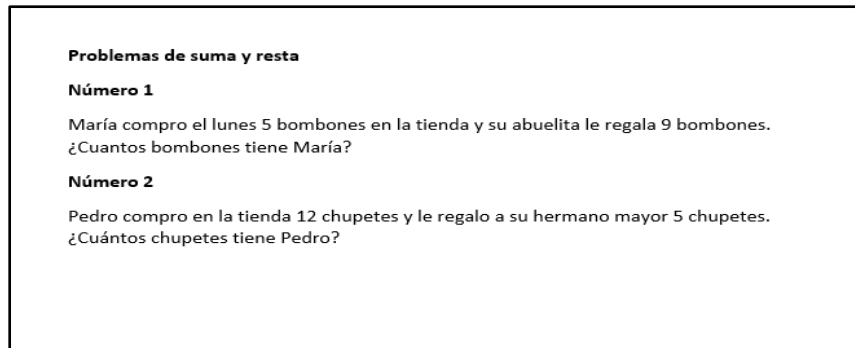 Problemas de suma y resta
Número 1
María compro el lunes 5 bombones en la tienda y su abuelita le regala 9 bombones.
¿Cuantos bombones tiene María?
Número 2
Pedro compro en la tienda 12 chupetes y le regalo a su hermano mayor 5 chupetes.
¿Cuántos chupetes tiene Pedro?